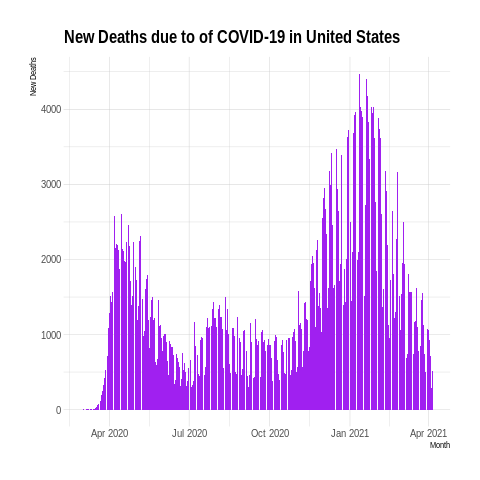 New Deaths due to of COVID-19 in United States
New Deaths
4000
3000
2000
1000
0
Apr 2020 Jul 2020 Oct 2020 Jan 2021 Apr 2021
Month